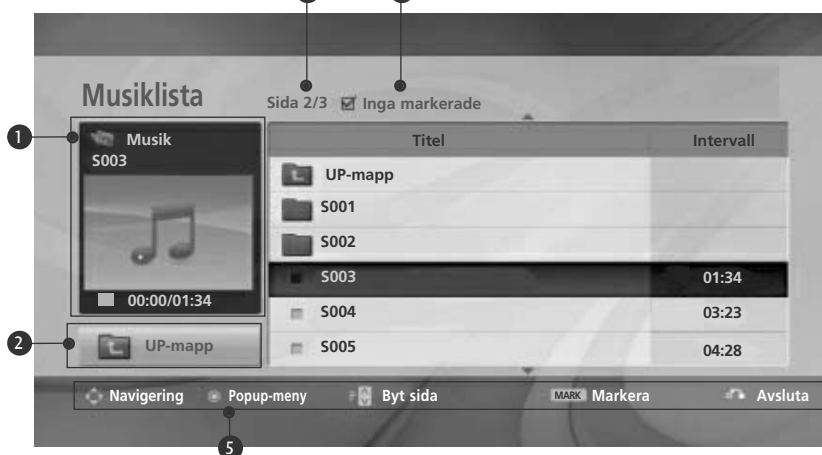 Musiklista
Sida 2/3 Inga markerade
1
Musik
S003
00:00/01:34
2
UP-mapp
Titel Intervall
UP-mapp
S001
S002
S003 01:34
S004 03:23
S005 04:28
Navigering Popup-meny Byt sida MARK Markera Avsluta
5